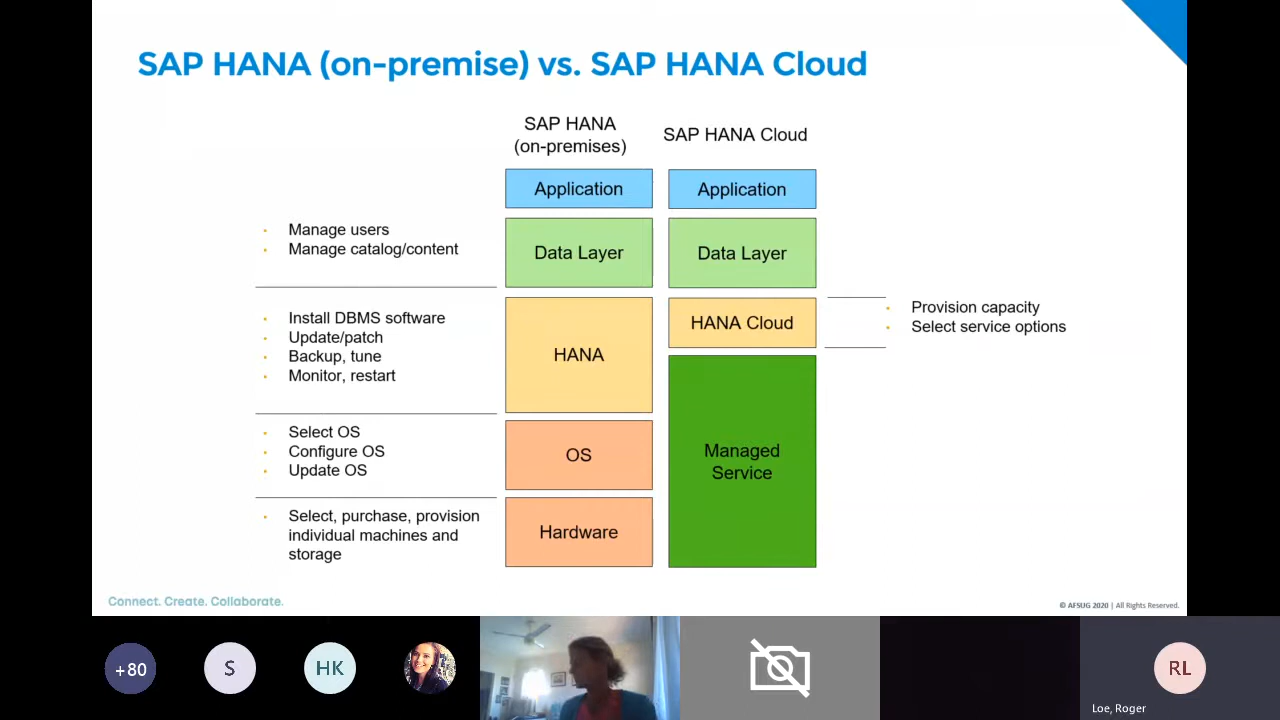 SAP HANA (on-premise) vs. SAP HANA Cloud
SAP HANA
(on-premises)
SAP HANA Cloud
Application
Application
Manage users
Manage catalog/content
Data Layer
Data Layer
Install DBMS software
Update/patch
Backup, tune
Monitor, restart
HANA
HANA Cloud
Provision capacity
Select service options
Select OS
Configure OS
Update OS
OS
Managed
Service
Select, purchase, provision
individual machines and
storage
Hardware
Connect. Create. Collaborate.
© AFSUG 2020 | All Rights Reserved.
+80
S
HK
RL
Loe, Roger